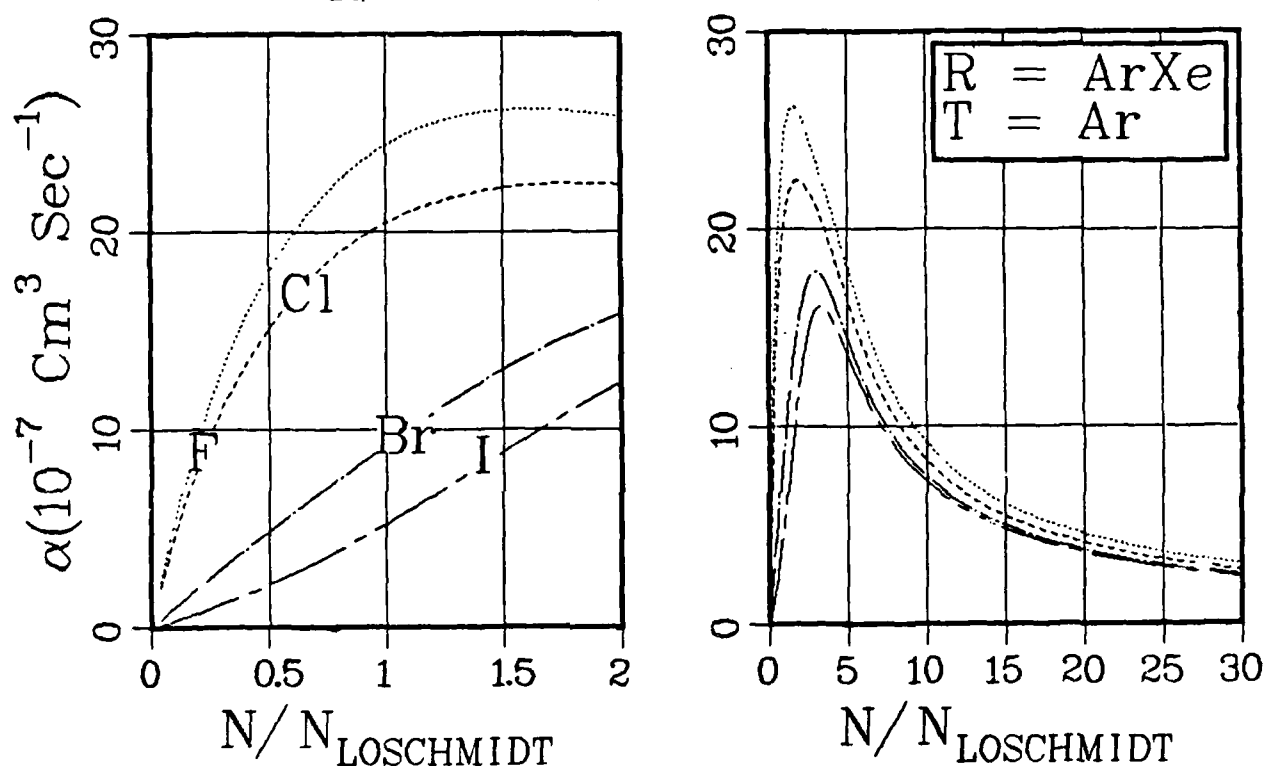 α(10⁻⁷ Cm³ Sec⁻¹)
30
20
10
0
F
Cl
Br
I
0 0.5 1 1.5 2
N/N_LOSCHMIDT
30
20
10
0
R = ArXe
T = Ar
0 5 10 15 20 25 30
N/N_LOSCHMIDT